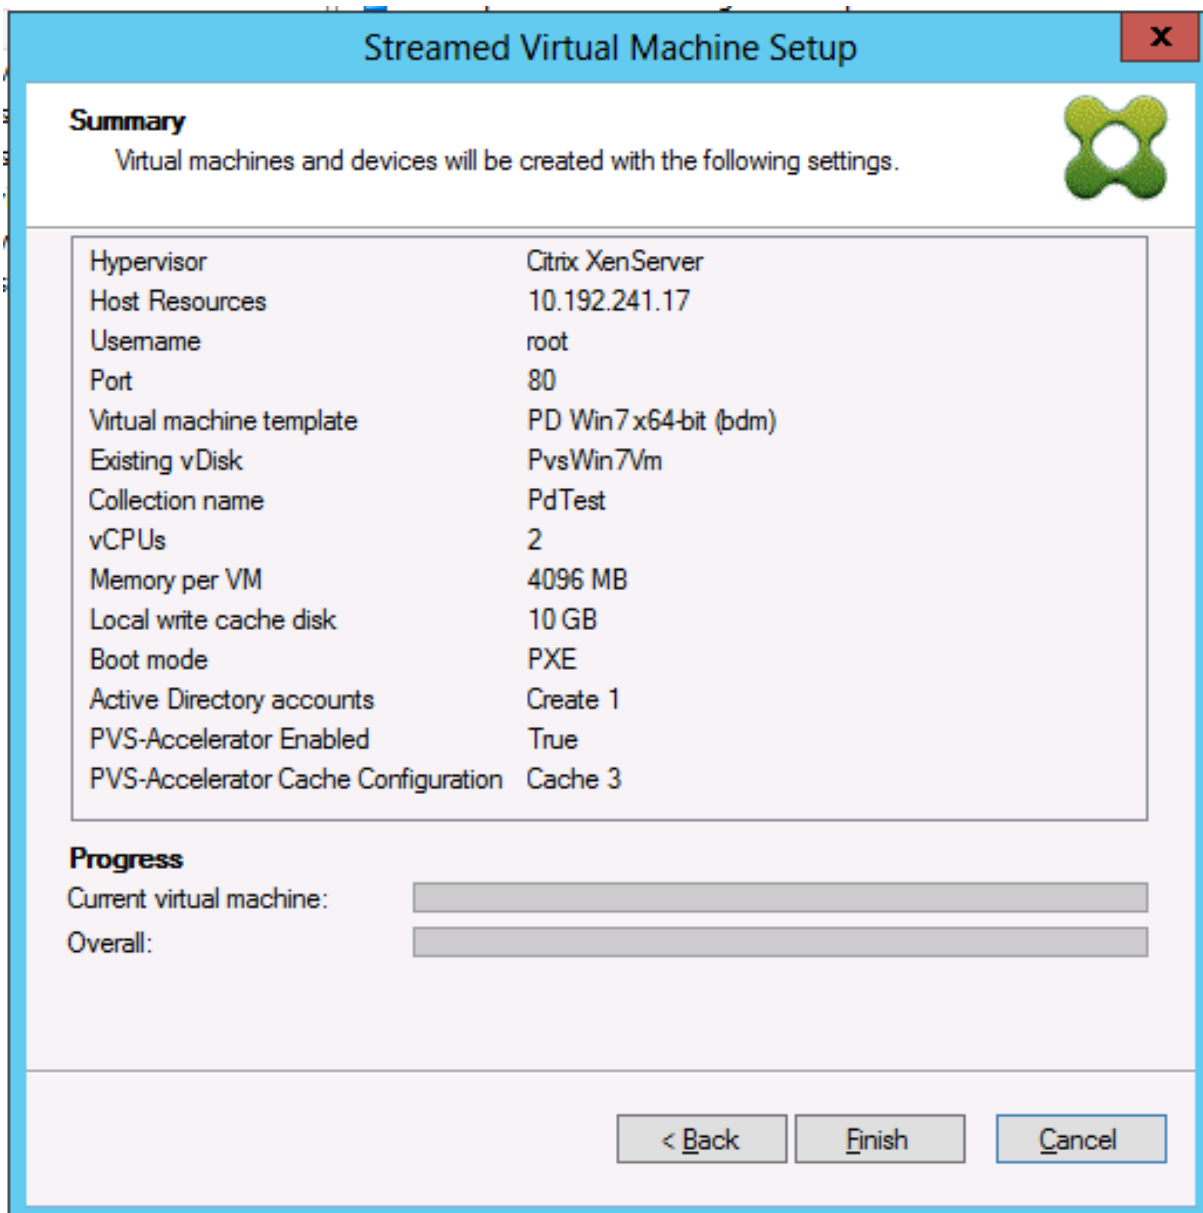 Streamed Virtual Machine Setup
x
Summary
Virtual machines and devices will be created with the following settings.
Hypervisor Citrix XenServer
Host Resources 10.192.241.17
Username root
Port 80
Virtual machine template PD Win7x64-bit (bdm)
Existing vDisk PvsWin7Vm
Collection name PdTest
vCPUs 2
Memory per VM 4096 MB
Local write cache disk 10 GB
Boot mode PXE
Active Directory accounts Create 1
PVS-Accelerator Enabled True
PVS-Accelerator Cache Configuration Cache 3
Progress
Current virtual machine:
Overall:
< Back Finish Cancel